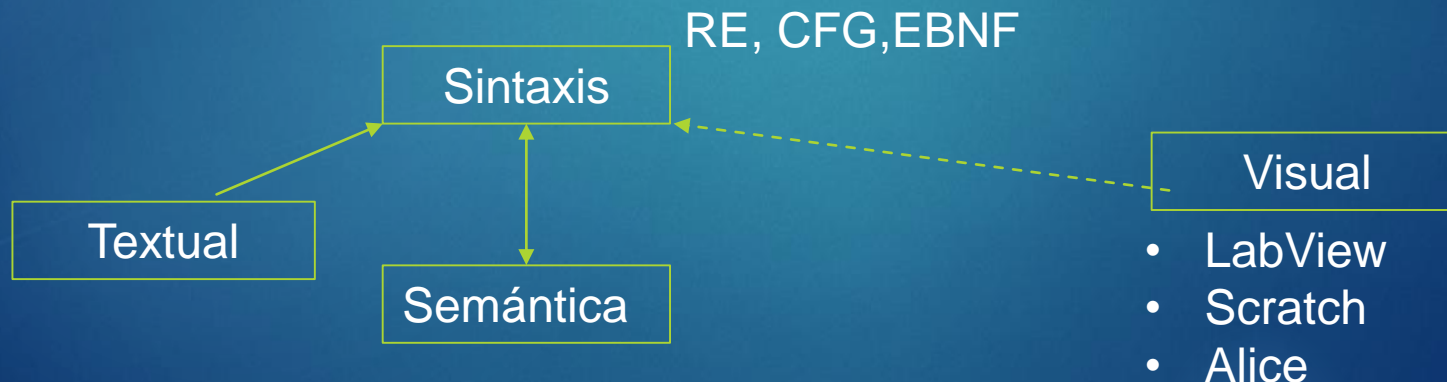 RE, CFG,EBNF
Sintaxis
Visual
Textual
• LabView
Semántica
• Scratch
• Alice